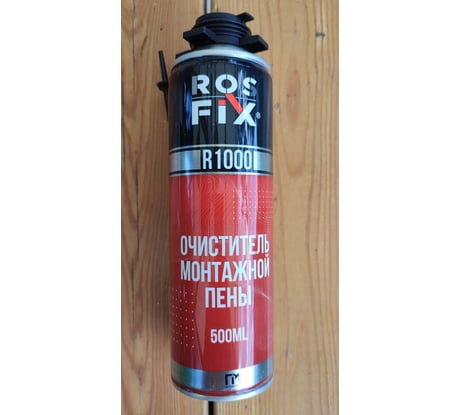 ROS
FIX®
R1000
ОЧИСТИТЕЛЬ
МОНТАЖНОЙ
ПЕНЫ
500ML